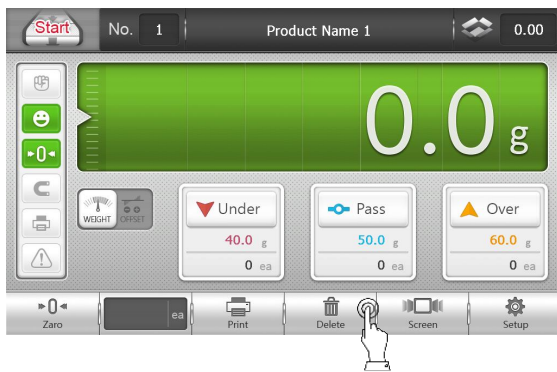 Start No. 1 Product Name 1 0.00
0.0 g
WEIGHT OFFSET
Under Pass Over
40.0 g 50.0 g 60.0 g
0 ea 0 ea 0 ea
0 ea
Zaro Print Delete Screen Setup